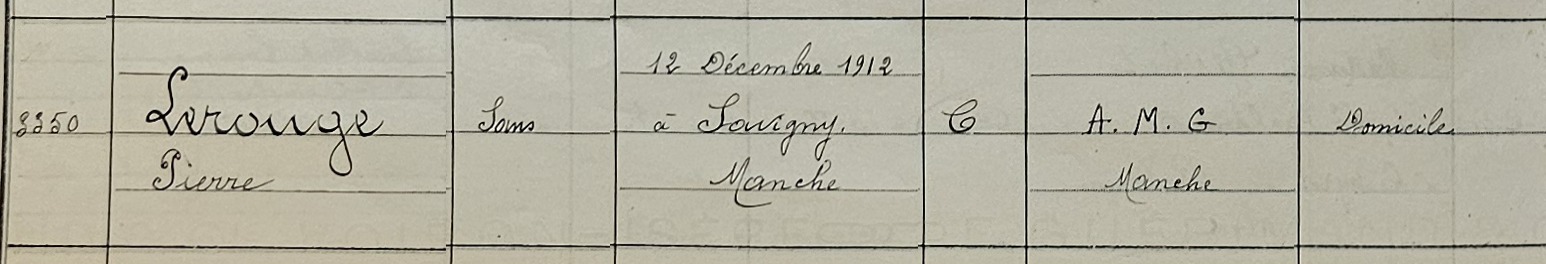 12 Décembre 1912
3350 Lerouge Sans à Savigny. C A. M. G Domicile
Pierre Manche Manche